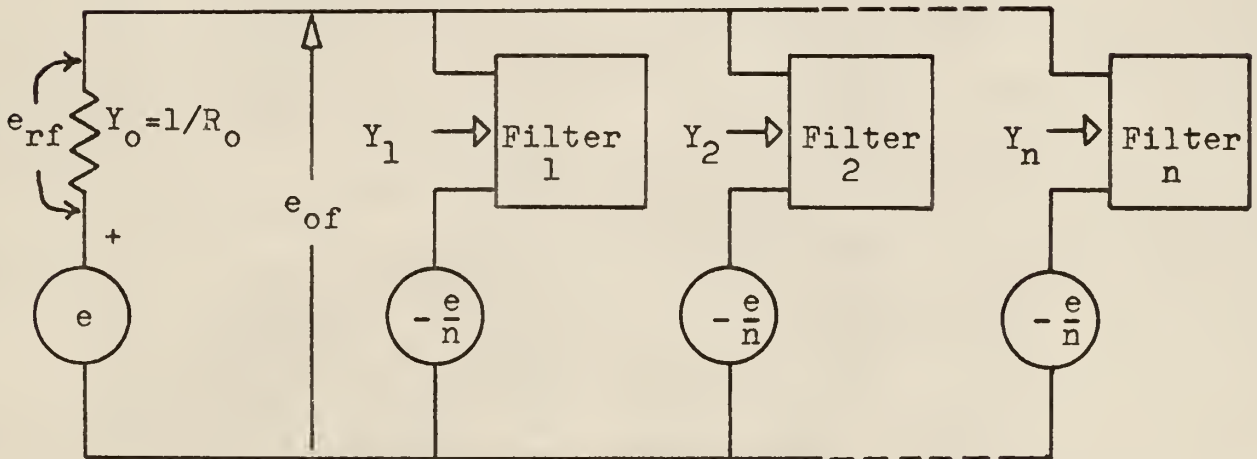 e_rf
Y_o=1/R_o
+
e
e_of
Y_1
Filter
1
-e/n
Y_2
Filter
2
-e/n
Y_n
Filter
n
-e/n